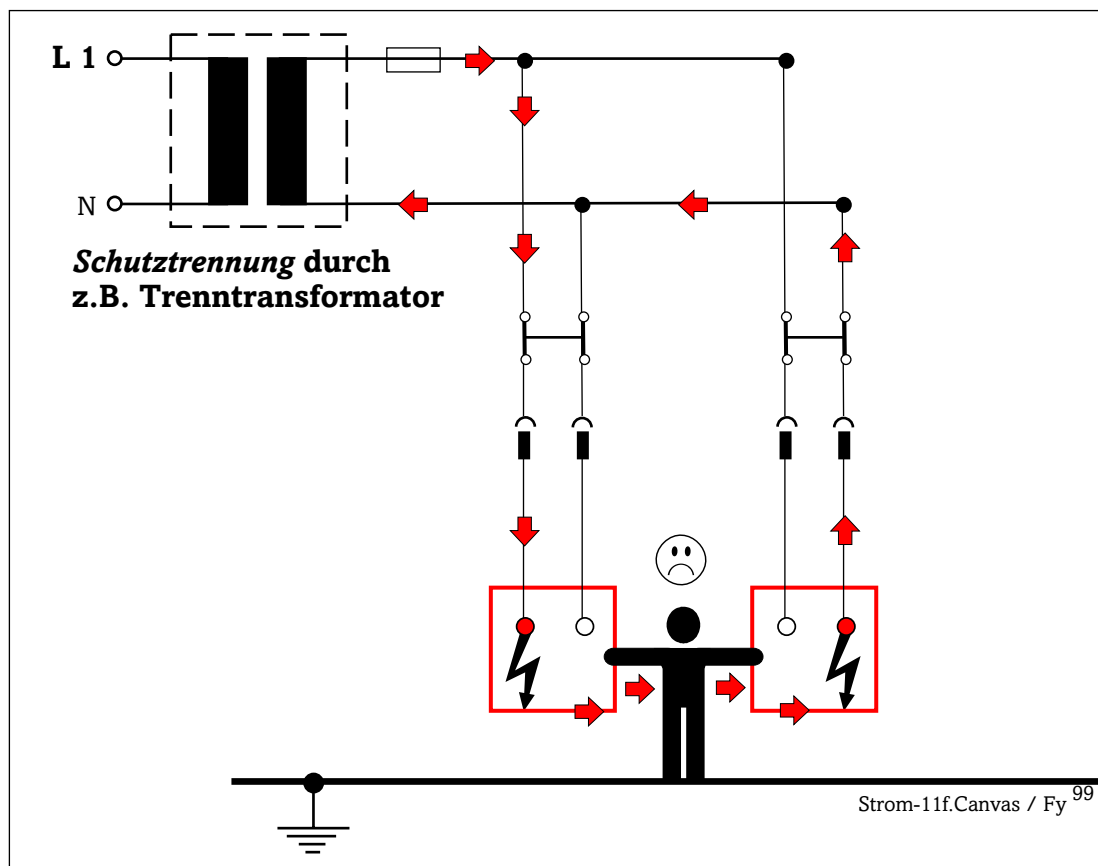 L 1
N
Schutztrennung durch
z.B. Trenntransformator
Strom-11f.Canvas / Fy 99